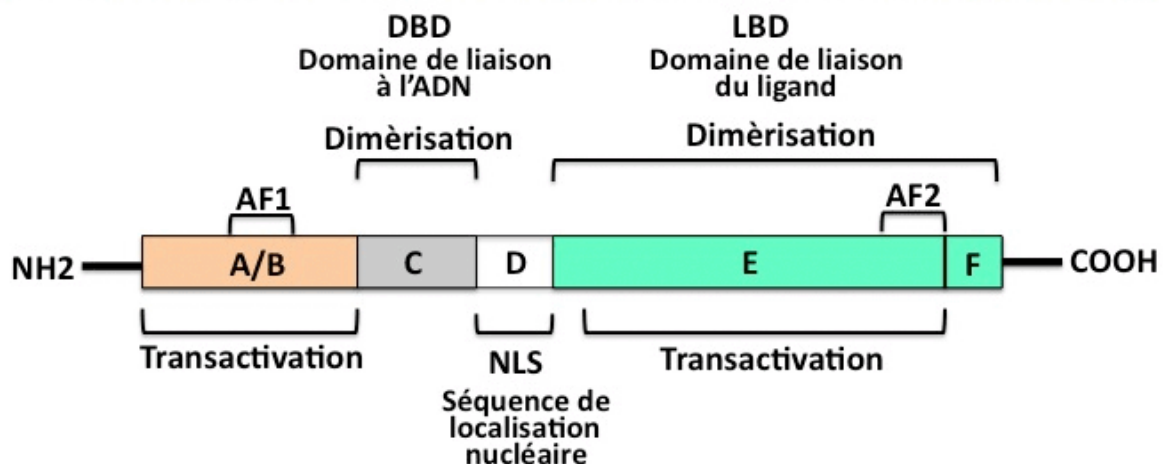 DBD
Domaine de liaison
à l'ADN
Dimèrisation
LBD
Domaine de liaison
du ligand
Dimèrisation
AF1
AF2
NH2
A/B
C
D
E
F
COOH
Transactivation
NLS
Séquence de
localisation
nucléaire
Transactivation